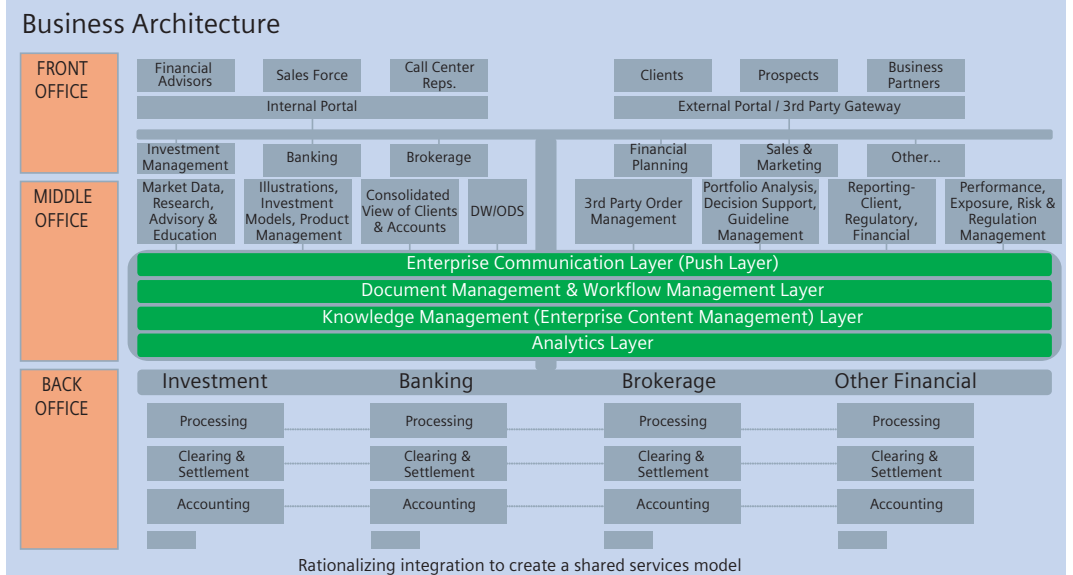 Business Architecture
FRONT
OFFICE
Financial
Advisors
Sales Force
Call Center
Reps.
Clients
Prospects
Business
Partners
Internal Portal
External Portal / 3rd Party Gateway
Investment
Management
Banking
Brokerage
Financial
Planning
Sales &
Marketing
Other...
MIDDLE
OFFICE
Market Data,
Research,
Advisory &
Education
Illustrations,
Investment
Models, Product
Management
Consolidated
View of Clients
& Accounts
DW/ODS
3rd Party Order
Management
Portfolio Analysis,
Decision Support,
Guideline
Management
Reporting-
Client,
Regulatory,
Financial
Performance,
Exposure, Risk &
Regulation
Management
Enterprise Communication Layer (Push Layer)
Document Management & Workflow Management Layer
Knowledge Management (Enterprise Content Management) Layer
Analytics Layer
BACK
OFFICE
Investment
Banking
Brokerage
Other Financial
Processing
Processing
Processing
Processing
Clearing &
Settlement
Clearing &
Settlement
Clearing &
Settlement
Clearing &
Settlement
Accounting
Accounting
Accounting
Accounting
Rationalizing integration to create a shared services model